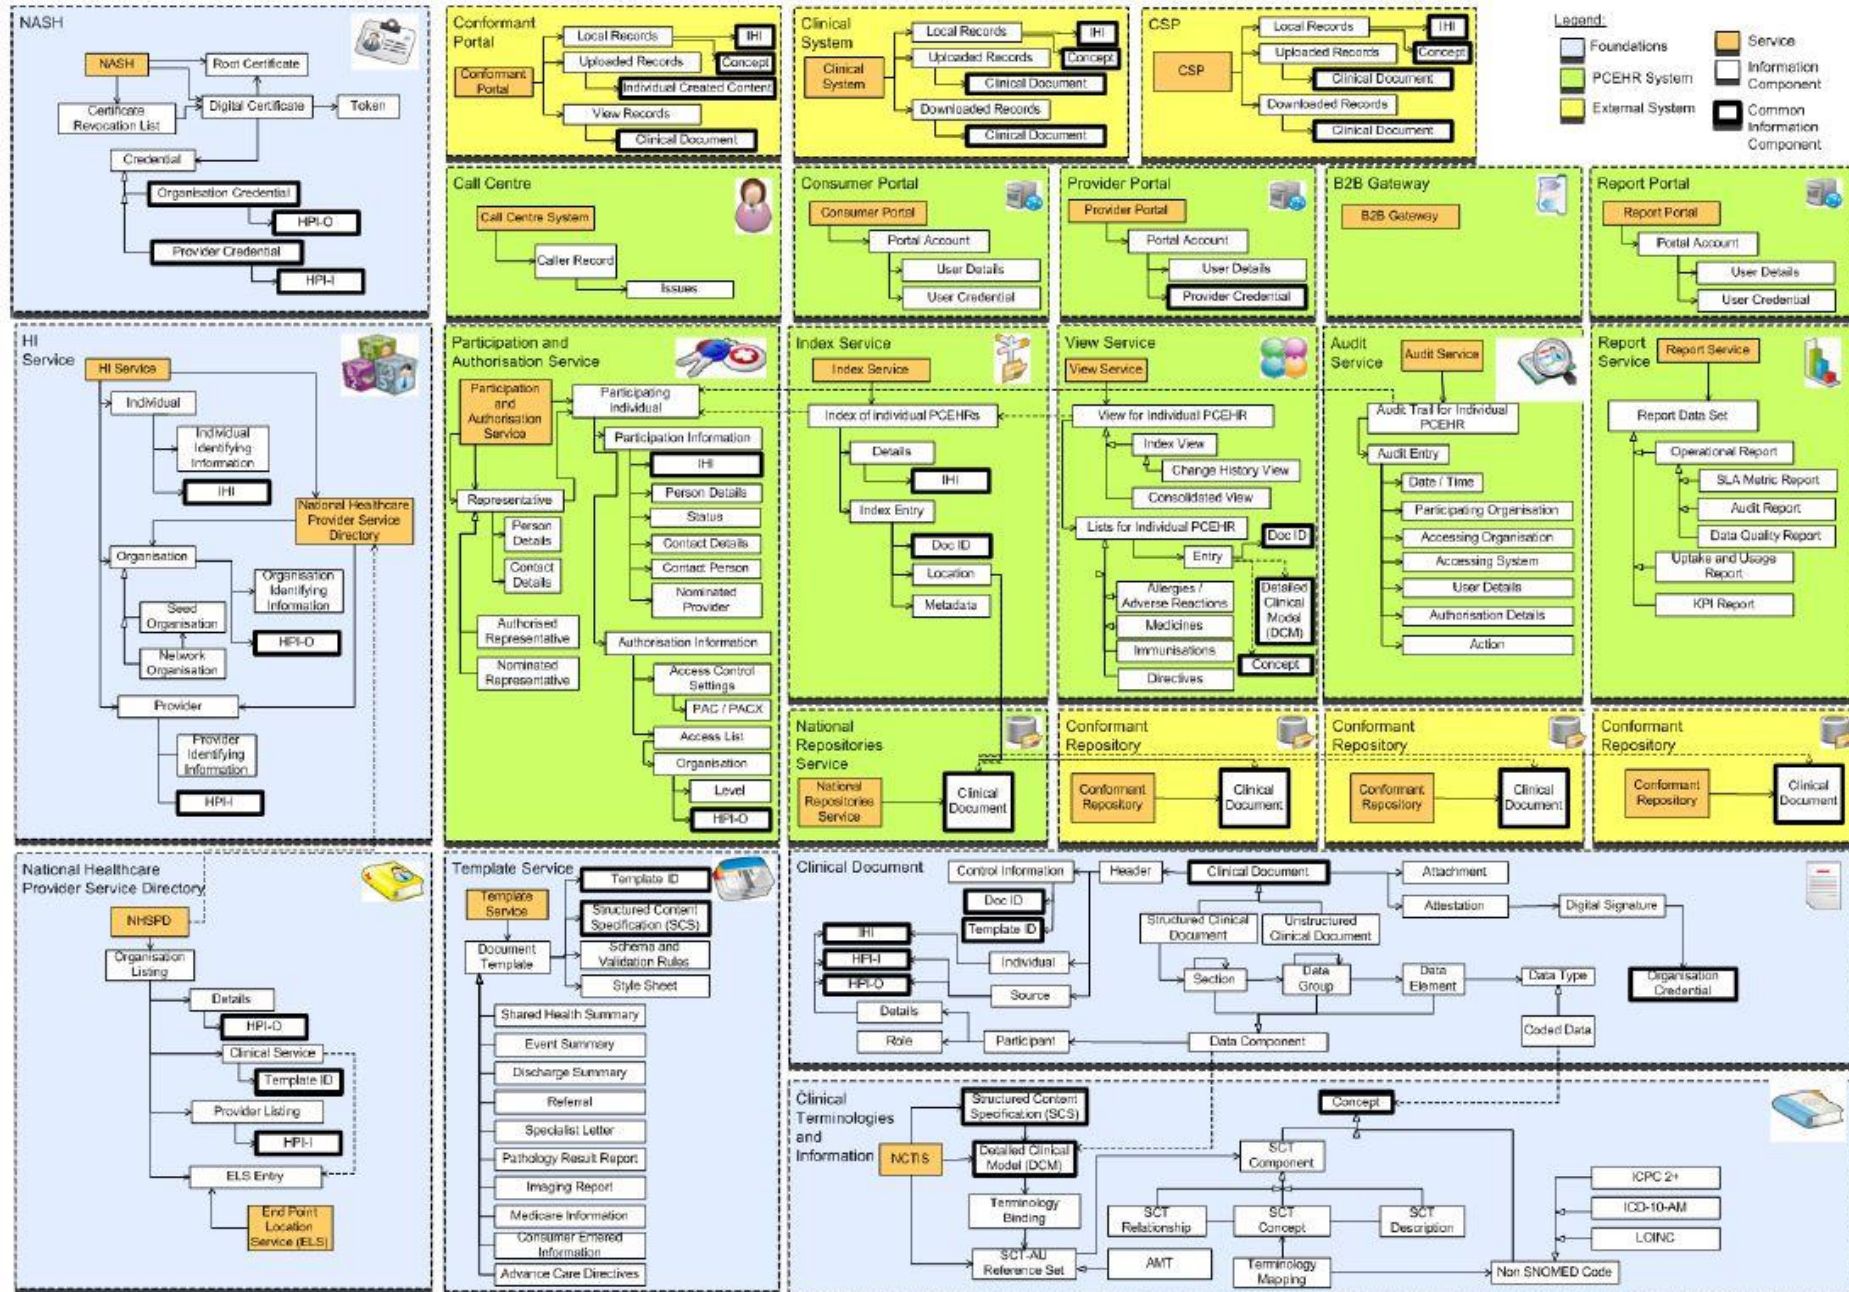 NASH
NASH
Root Certificate
Certificate
Revocation List
Digital Certificate
Token
Credential
Organisation Credential
HPI-O
Provider Credential
HPI-I
Conformant
Portal
Conformant
Portal
Local Records
IHI
Concept
Uploaded Records
Individual Created Content
View Records
Clinical Document
Clinical
System
Clinical
System
Local Records
IHI
Concept
Uploaded Records
Clinical Document
Downloaded Records
Clinical Document
CSP
CSP
Local Records
IHI
Concept
Uploaded Records
Clinical Document
Downloaded Records
Clinical Document
Legend:
Foundations
PCEHR System
External System
Service
Information
Component
Common
Information
Component
Call Centre
Call Centre System
Caller Record
Issues
Consumer Portal
Consumer Portal
Portal Account
User Details
User Credential
Provider Portal
Provider Portal
Portal Account
User Details
Provider Credential
B2B Gateway
B2B Gateway
Report Portal
Report Portal
Portal Account
User Details
User Credential
HI
Service
HI Service
Individual
Individual
Identifying
Information
IHI
National Healthcare
Provider Service
Directory
Organisation
Organisation
Identifying
Information
Seed
Organisation
HPI-O
Network
Organisation
Provider
Provider
Identifying
Information
HPI-I
Participation and
Authorisation Service
Participation
and
Authorisation
Service
Participating
Individual
Participation Information
IHI
Person Details
Status
Contact Details
Contact Person
Nominated
Provider
Representative
Person
Details
Contact
Details
Authorised
Representative
Nominated
Representative
Authorisation Information
Access Control
Settings
PAC / PACX
Access List
Organisation
Level
HPI-O
Index Service
Index Service
Index of individual PCEHRs
Details
IHI
Index Entry
Doc ID
Location
Metadata
View Service
View Service
View for Individual PCEHR
Index View
Change History View
Consolidated View
Lists for Individual PCEHR
Entry
Doc ID
Detailed
Clinical
Model
(DCM)
Concept
Allergies /
Adverse Reactions
Medicines
Immunisations
Directives
Audit
Service
Audit Service
Audit Trail for Individual
PCEHR
Audit Entry
Date / Time
Participating Organisation
Accessing Organisation
Accessing System
User Details
Authorisation Details
Action
Report
Service
Report Service
Report Data Set
Operational Report
SLA Metric Report
Audit Report
Data Quality Report
Uptake and Usage
Report
KPI Report
National
Repositories
Service
National
Repositories
Service
Clinical
Document
Conformant
Repository
Conformant
Repository
Clinical
Document
Conformant
Repository
Conformant
Repository
Clinical
Document
Conformant
Repository
Conformant
Repository
Clinical
Document
National Healthcare
Provider Service Directory
NHSPD
Organisation
Listing
Details
HPI-O
Clinical Service
Template ID
Provider Listing
HPI-I
ELS Entry
End Point
Location
Service (ELS)
Template Service
Template
Service
Template ID
Structured Content
Specification (SCS)
Document
Template
Schema and
Validation Rules
Style Sheet
Shared Health Summary
Event Summary
Discharge Summary
Referral
Specialist Letter
Pathology Result Report
Imaging Report
Medicare Information
Consumer Entered
Information
Advance Care Directives
Clinical Document
Control Information
Header
Clinical Document
Attachment
Attestation
Digital Signature
Organisation
Credential
Doc ID
Template ID
IHI
HPI-I
HPI-O
Individual
Source
Details
Role
Participant
Structured Clinical
Document
Unstructured
Clinical Document
Section
Data
Group
Data
Element
Data Type
Data Component
Coded Data
Clinical
Terminologies
and
Information
NCTIS
Structured Content
Specification (SCS)
Detailed Clinical
Model (DCM)
Terminology
Binding
SCT-AU
Reference Set
Concept
SCT
Component
SCT
Relationship
SCT
Concept
SCT
Description
AMT
Terminology
Mapping
Non SNOMED Code
ICPC 2+
ICD-10-AM
LOINC